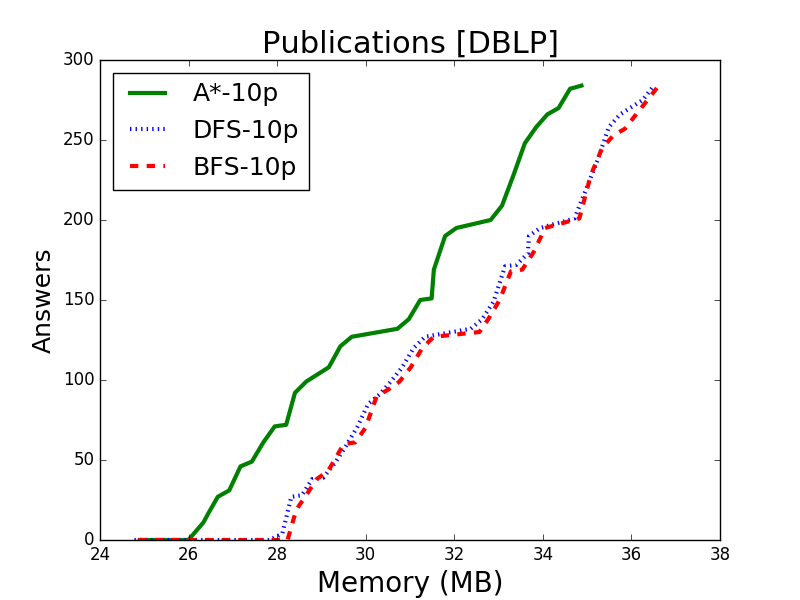 Publications [DBLP]
A*-10p
DFS-10p
BFS-10p
300
250
200
150
100
50
0
Answers
24 26 28 30 32 34 36 38
Memory (MB)